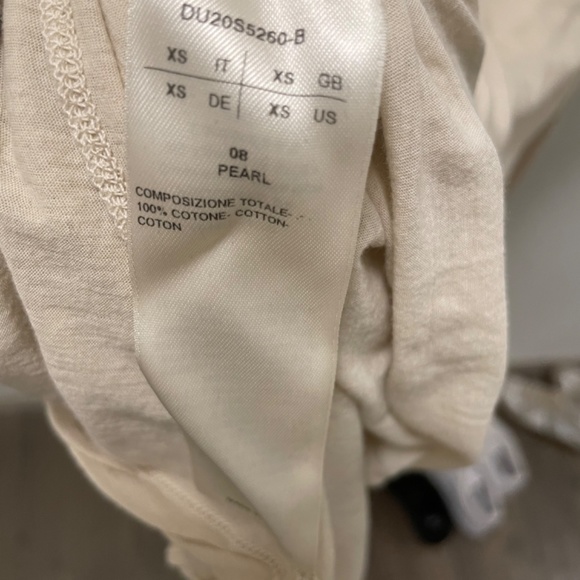 DU20S5260-B
XS IT XS GB
XS DE XS US
08
PEARL
COMPOSIZIONE TOTALE-
100% COTONE- COTTON-
COTON